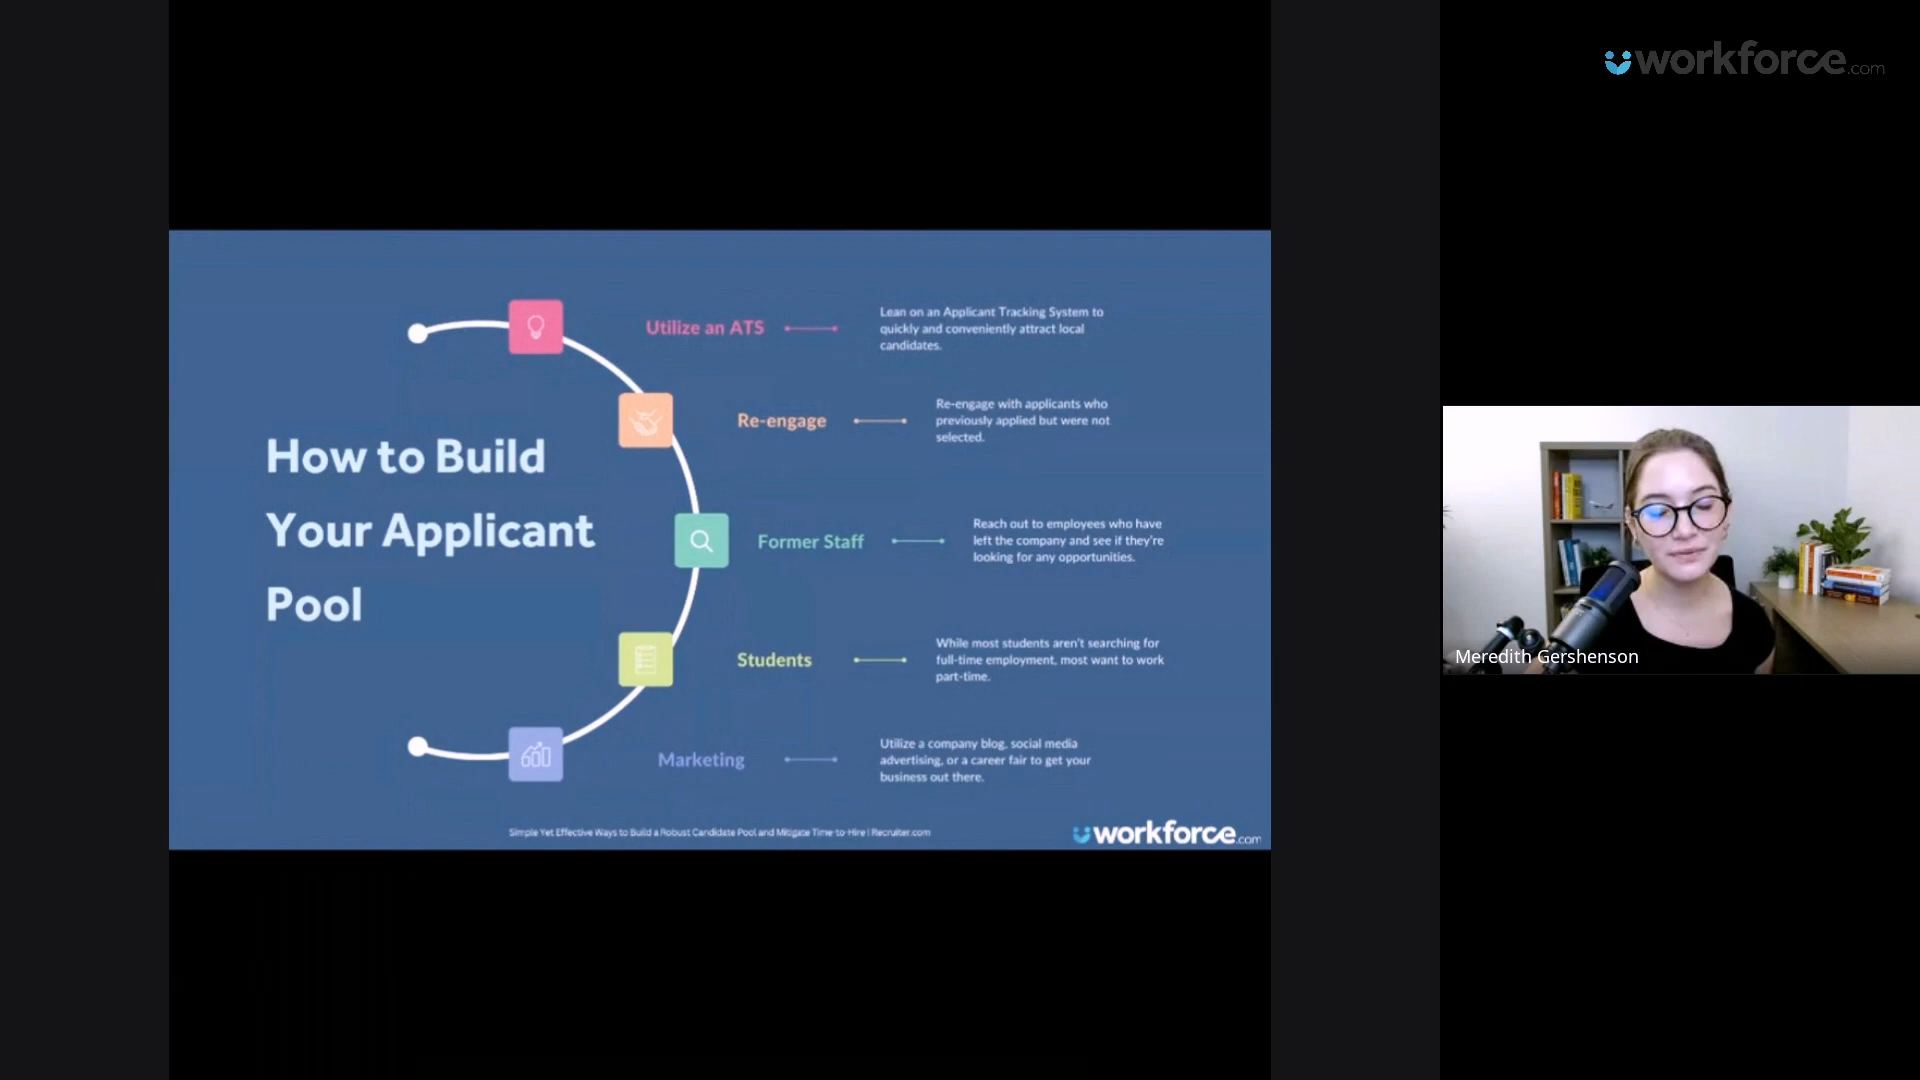 workforce.com
How to Build
Your Applicant
Pool
Utilize an ATS
Lean on an Applicant Tracking System to
quickly and conveniently attract local
candidates.
Re-engage
Re-engage with applicants who
previously applied but were not
selected.
Former Staff
Reach out to employees who have
left the company and see if they're
looking for any opportunities.
Students
While most students aren't searching for
full-time employment, most want to work
part-time.
Marketing
Utilize a company blog, social media
advertising, or a career fair to get your
business out there.
Simple Yet Effective Ways to Build a Robust Candidate Pool and Mitigate Time-to-Hire | Recruiter.com
workforce.com
Meredith Gershenson